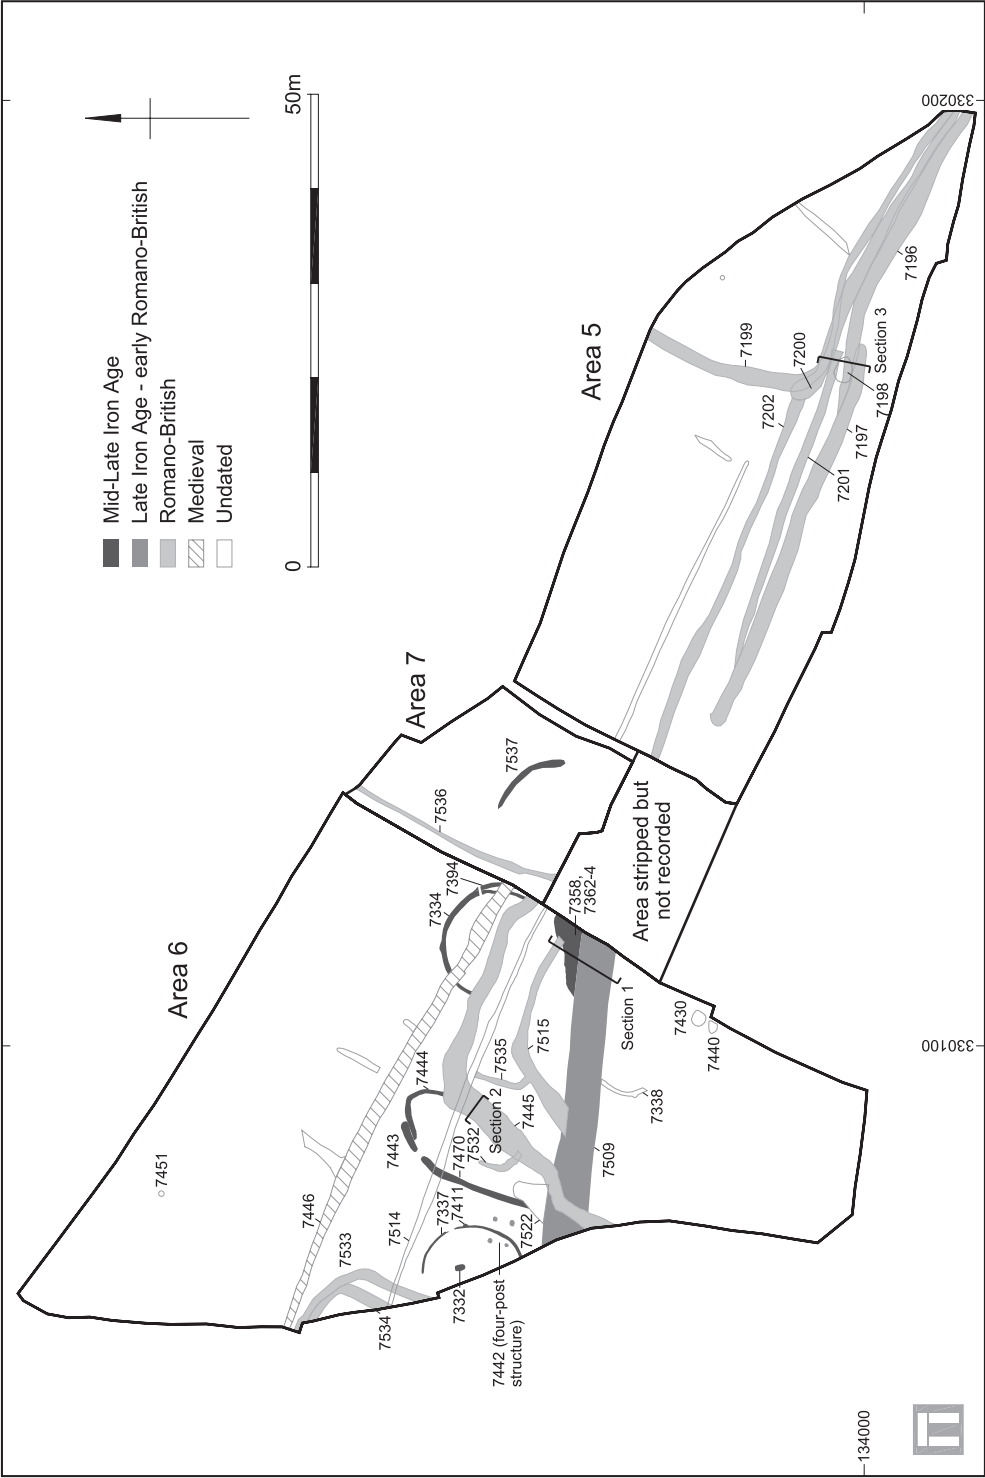 Mid-Late Iron Age
Late Iron Age - early Romano-British
Romano-British
Medieval
Undated
0
50m
Area 6
Area 7
Area 5
7451
7446
7533
7534
7514
7443
7444
7334
7394
7536
7537
7337
7411
7470
7532
Section 2
7445
7535
7515
7358,
7362-4
7332
7442 (four-post
structure)
7522
7509
7338
Section 1
7430
7440
Area stripped but
not recorded
7199
7200
7202
7201
7197
7198
Section 3
7196
330200
330100
134000